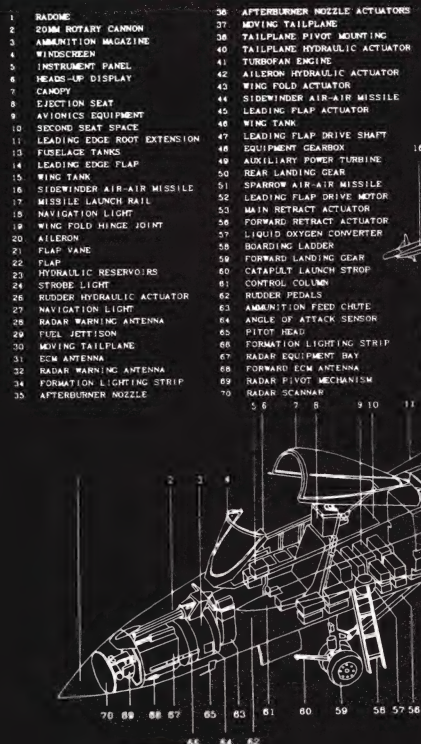 1 RADOME
2 20MM ROTARY CANNON
3 AMMUNITION MAGAZINE
4 WINDSCREEN
5 INSTRUMENT PANEL
6 HEADS-UP DISPLAY
7 CANOPY
8 EJECTION SEAT
9 AVIONICS EQUIPMENT
10 SECOND SEAT SPACE
11 LEADING EDGE ROOT EXTENSION
13 FUSELAGE TANKS
14 LEADING EDGE FLAP
15 WING TANK
16 SIDEWINDER AIR-AIR MISSILE
17 MISSILE LAUNCH RAIL
18 NAVIGATION LIGHT
19 WING FOLD HINGE JOINT
20 AILERON
21 FLAP VANE
22 FLAP
23 HYDRAULIC RESERVOIRS
24 STROBE LIGHT
26 RUDDER HYDRAULIC ACTUATOR
27 NAVIGATION LIGHT
28 RADAR WARNING ANTENNA
29 FUEL JETTISON
30 MOVING TAILPLANE
31 ECM ANTENNA
32 RADAR WARNING ANTENNA
34 FORMATION LIGHTING STRIP
35 AFTERBURNER NOZZLE
36 AFTERBURNER NOZZLE ACTUATORS
37 MOVING TAILPLANE
38 TAILPLANE PIVOT MOUNTING
40 TAILPLANE HYDRAULIC ACTUATOR
41 TURBOFAN ENGINE
42 AILERON HYDRAULIC ACTUATOR
43 WING FOLD ACTUATOR
44 SIDEWINDER AIR-AIR MISSILE
45 LEADING FLAP ACTUATOR
46 WING TANK
47 LEADING FLAP DRIVE SHAFT
48 EQUIPMENT GEARBOX
49 AUXILIARY POWER TURBINE
50 REAR LANDING GEAR
51 SPARROW AIR-AIR MISSILE
52 LEADING FLAP DRIVE MOTOR
53 MAIN RETRACT ACTUATOR
56 FORWARD RETRACT ACTUATOR
57 LIQUID OXYGEN CONVERTER
58 BOARDING LADDER
59 FORWARD LANDING GEAR
60 CATAPULT LAUNCH STROP
61 CONTROL COLUMN
62 RUDDER PEDALS
63 AMMUNITION FEED CHUTE
64 ANGLE OF ATTACK SENSOR
65 PITOT HEAD
66 FORMATION LIGHTING STRIP
67 RADAR EQUIPMENT BAY
68 FORWARD ECM ANTENNA
69 RADAR PIVOT MECHANISM
70 RADAR SCANNAR
5 6 7 8 9 10 11
2 3 4
70 69 68 67 65 63 61 60 59 58 57 56
66 64 62